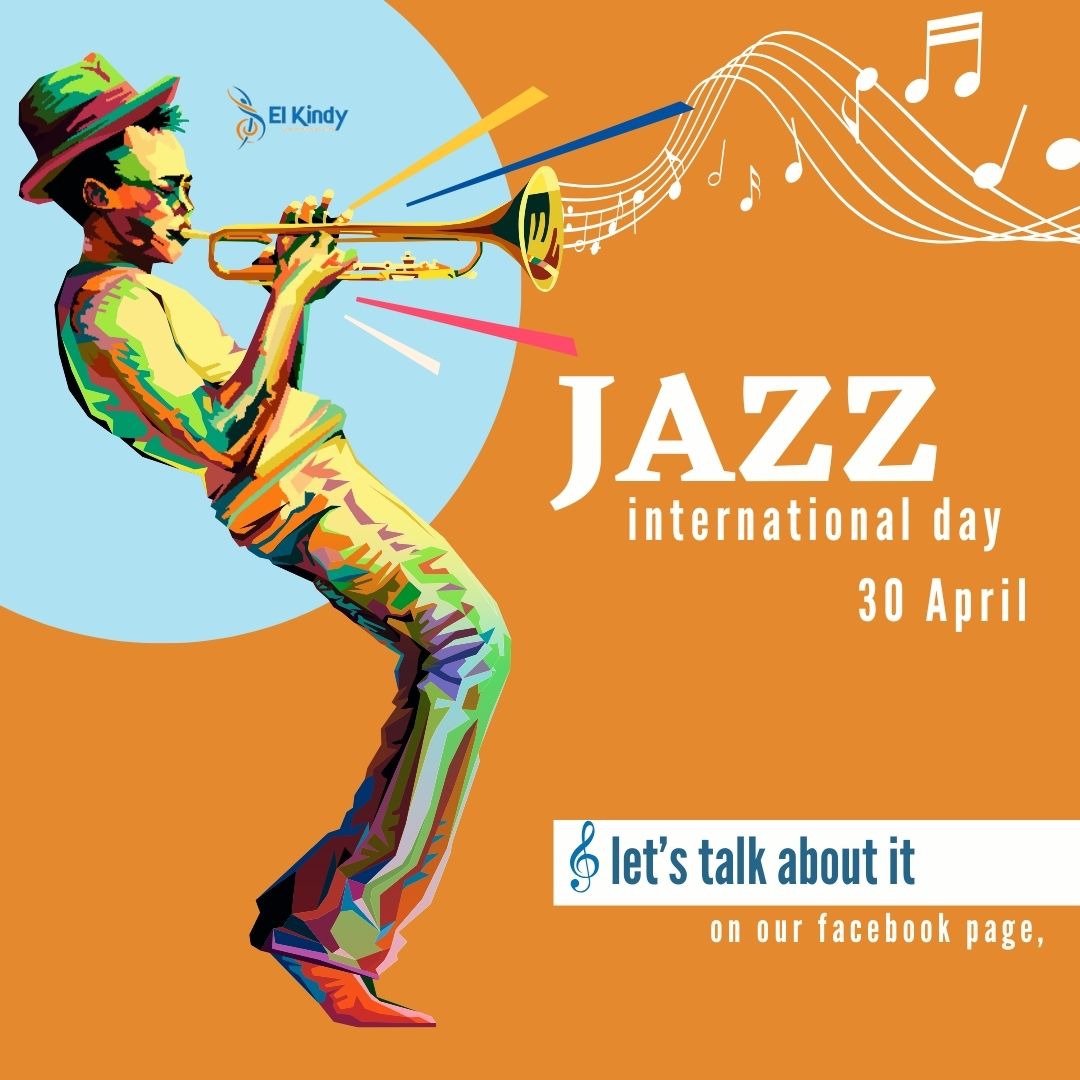 El Kindy
JAZZ
international day
30 April
let's talk about it
on our facebook page,